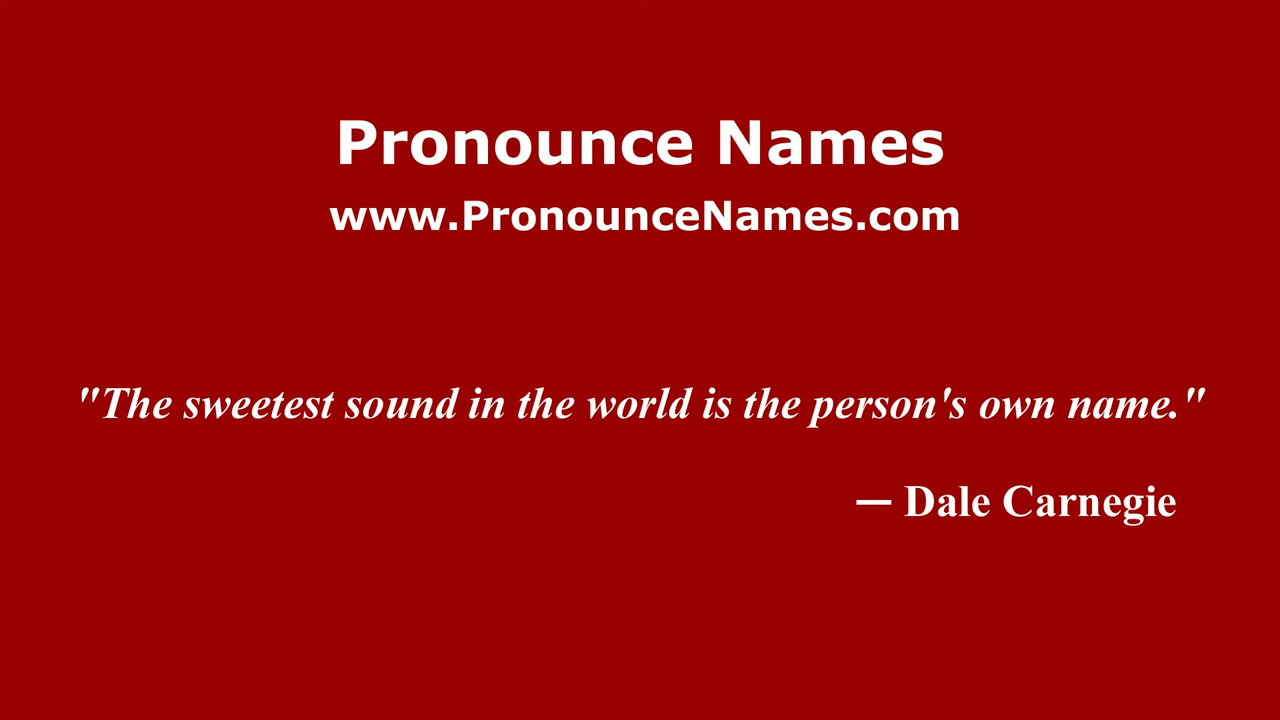 Pronounce Names
www.PronounceNames.com
"The sweetest sound in the world is the person's own name."
— Dale Carnegie